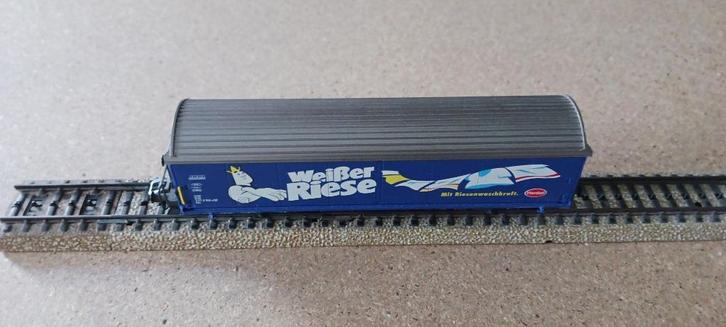 Weißer
Riese
Mit Riesenwaschkraft.
Henkel